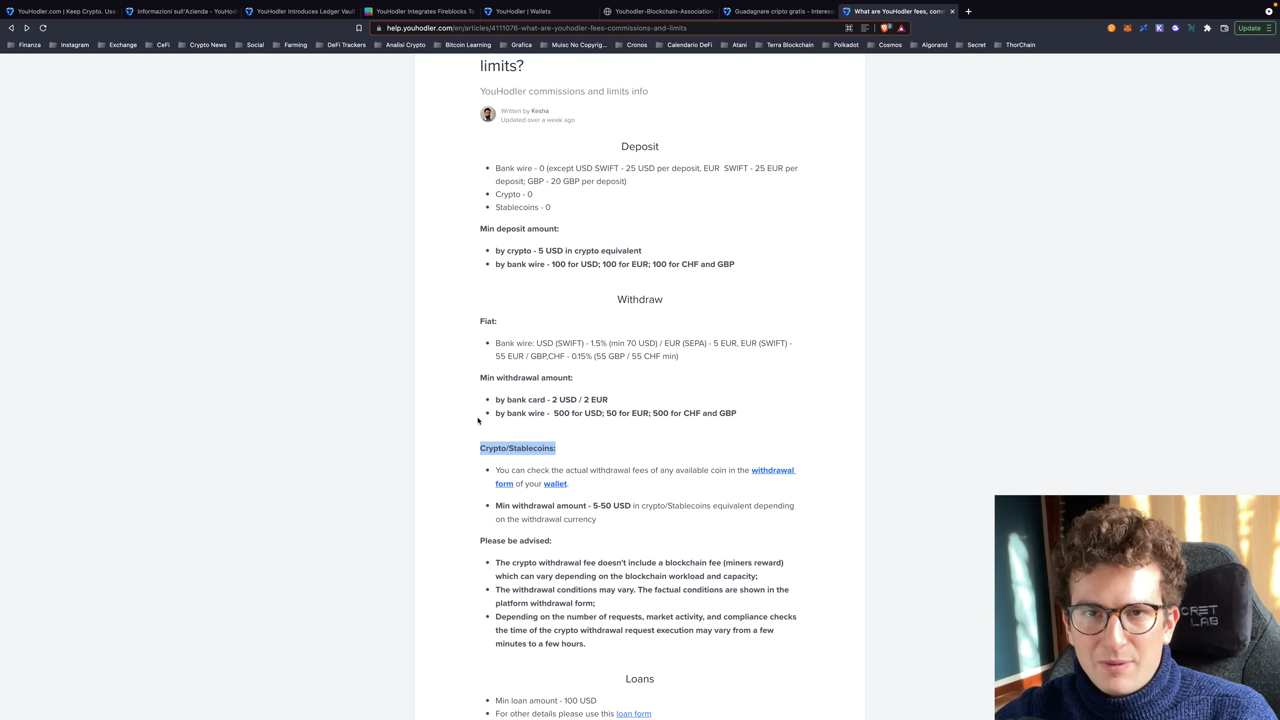 YouHodler.com | Keep Crypto. Use
Informazioni sull'Azienda - YouHod
YouHodler Introduces Ledger Vault
YouHodler Integrates Fireblocks To
YouHodler | Wallets
YouHodler-Blockchain-Association-
Guadagnare cripto gratis - Interess
What are YouHodler fees, comm
help.youhodler.com/en/articles/4111076-what-are-youhodler-fees-commissions-and-limits
Update
Finanza
Instagram
Exchange
CeFi
Crypto News
Social
Farming
DeFi Trackers
Analisi Crypto
Bitcoin Learning
Grafica
Muisc No Copyrig...
Cronos
Calendario DeFi
Atani
Terra Blockchain
Polkadot
Cosmos
Algorand
Secret
ThorChain
limits?
YouHodler commissions and limits info
Written by Kesha
Updated over a week ago
Deposit
Bank wire - 0 (except USD SWIFT - 25 USD per deposit, EUR SWIFT - 25 EUR per
deposit; GBP - 20 GBP per deposit)
Crypto - 0
Stablecoins - 0
Min deposit amount:
by crypto - 5 USD in crypto equivalent
by bank wire - 100 for USD; 100 for EUR; 100 for CHF and GBP
Withdraw
Fiat:
Bank wire: USD (SWIFT) - 1.5% (min 70 USD) / EUR (SEPA) - 5 EUR, EUR (SWIFT) -
55 EUR / GBP,CHF - 0.15% (55 GBP / 55 CHF min)
Min withdrawal amount:
by bank card - 2 USD / 2 EUR
by bank wire - 500 for USD; 50 for EUR; 500 for CHF and GBP
Crypto/Stablecoins:
You can check the actual withdrawal fees of any available coin in the withdrawal
form of your wallet.
Min withdrawal amount - 5-50 USD in crypto/Stablecoins equivalent depending
on the withdrawal currency
Please be advised:
The crypto withdrawal fee doesn't include a blockchain fee (miners reward)
which can vary depending on the blockchain workload and capacity;
The withdrawal conditions may vary. The factual conditions are shown in the
platform withdrawal form;
Depending on the number of requests, market activity, and compliance checks
the time of the crypto withdrawal request execution may vary from a few
minutes to a few hours.
Loans
Min loan amount - 100 USD
For other details please use this loan form